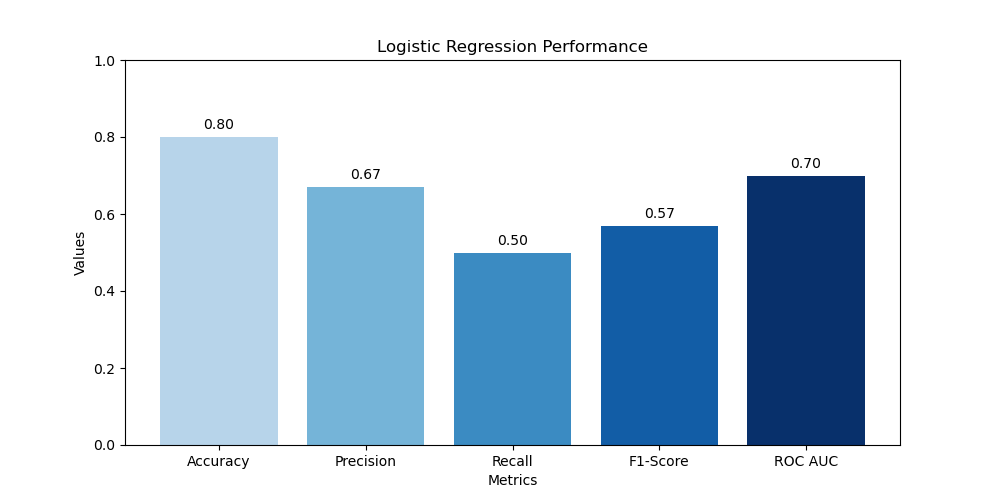 Logistic Regression Performance
1.0
0.8
0.6
0.4
0.2
0.0
Values
0.80
0.67
0.50
0.57
0.70
Accuracy
Precision
Recall
F1-Score
ROC AUC
Metrics